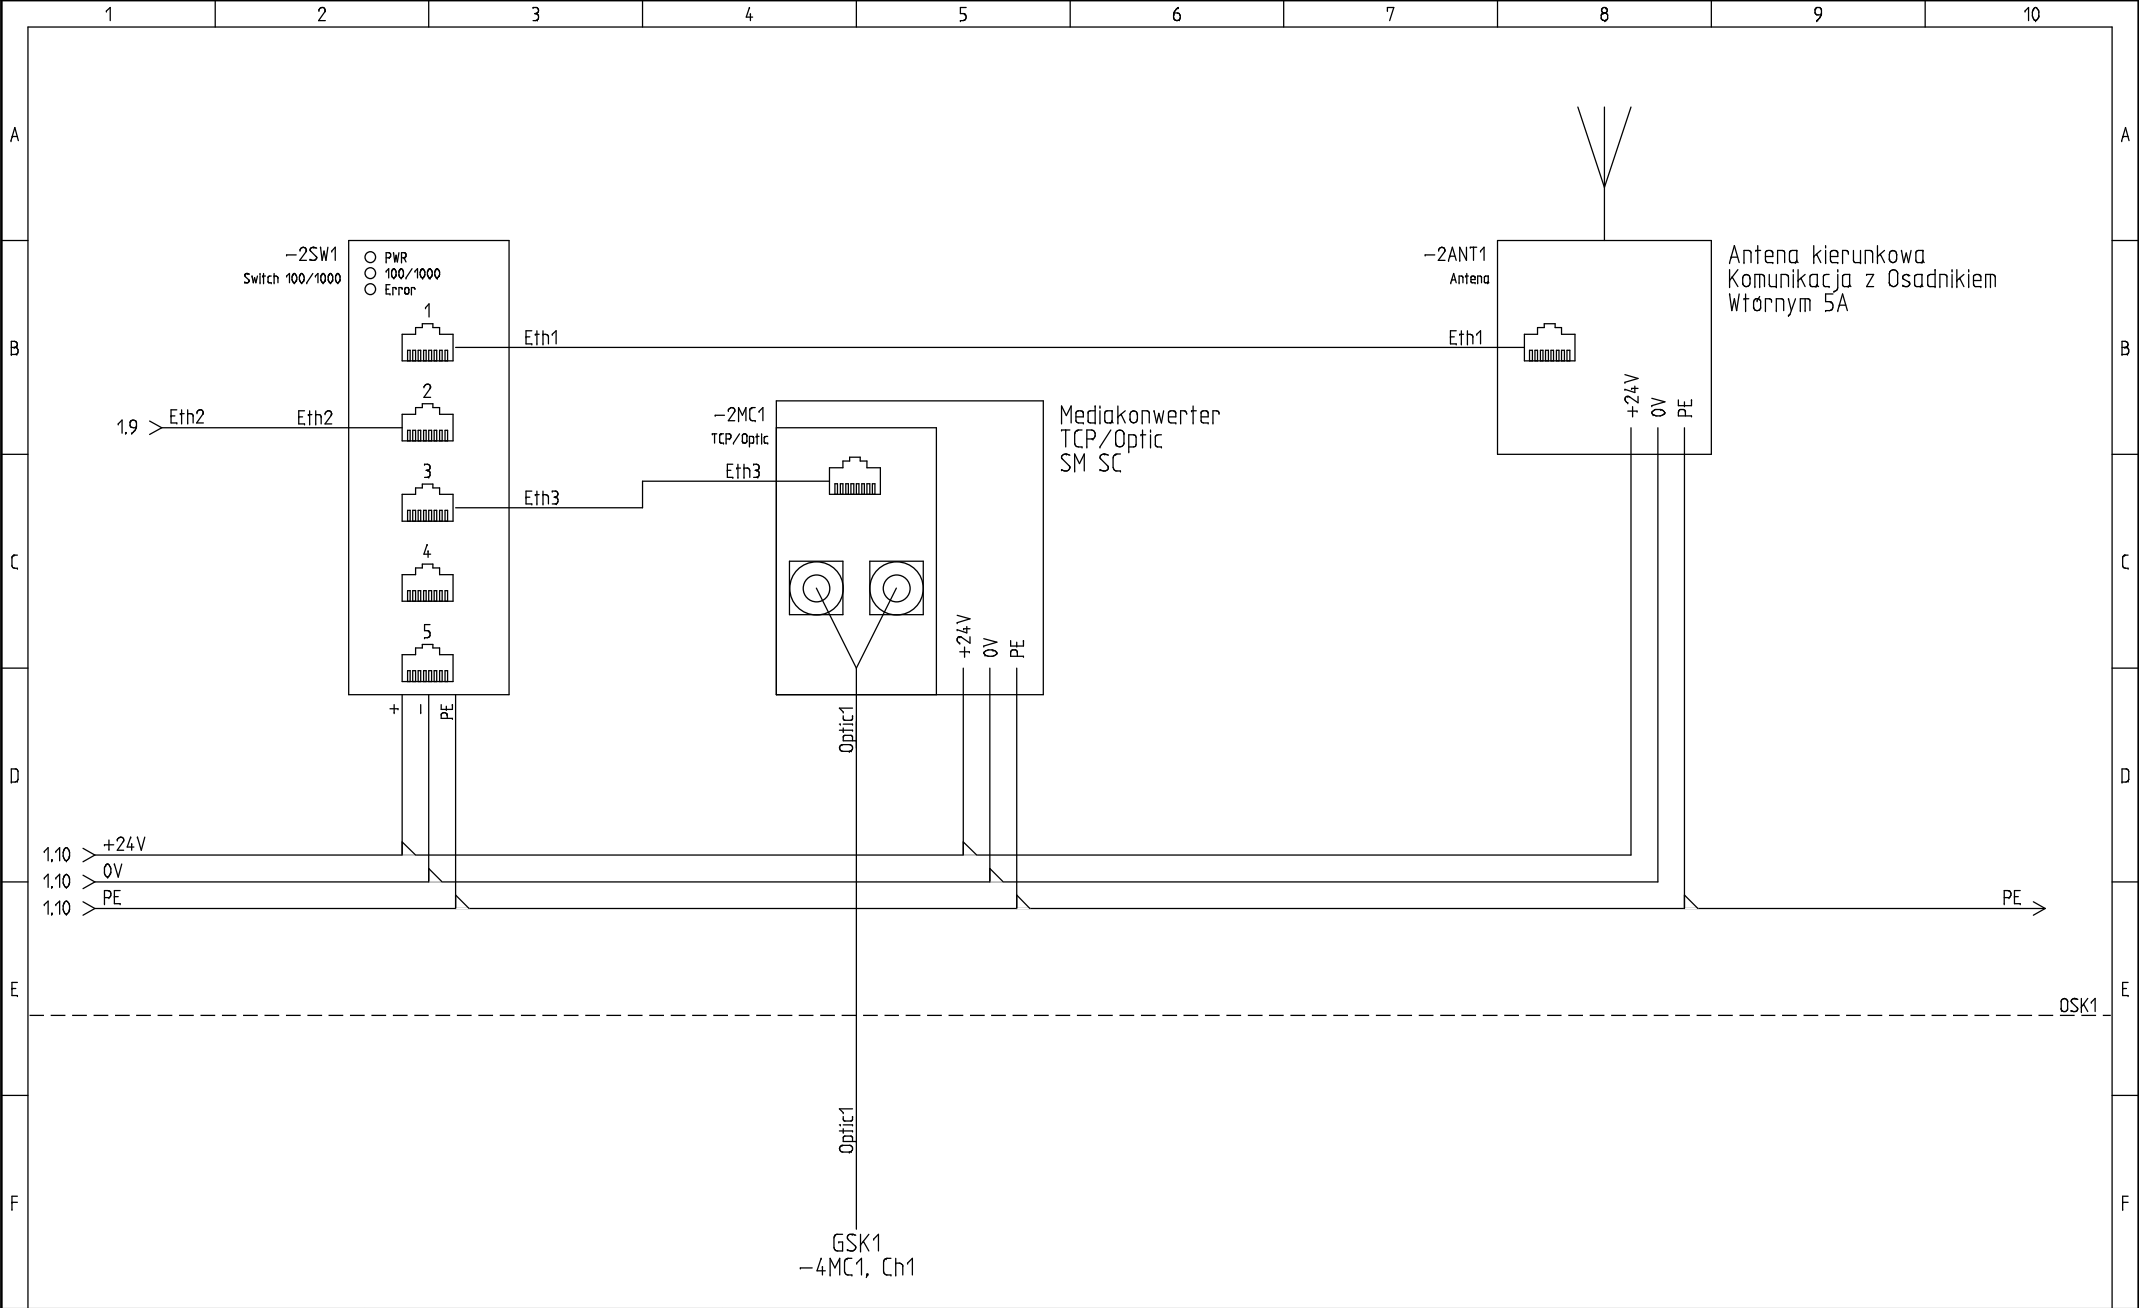 1 2 3 4 5 6 7 8 9 10
A A
-2SW1
Switch 100/1000
PWR
100/1000
Error
-2ANT1
Antena
Antena kierunkowa
Komunikacja z Osadnikiem
Wtórnym 5A
1
Eth1 Eth1
B B
+24V
0V
PE
2
1.9 Eth2 Eth2
-2MC1
TCP/Optic
Mediakonwerter
TCP/Optic
SM SC
3
Eth3 Eth3
4
C C
5
+24V
0V
PE
+ - PE
Optic1
D D
1.10 +24V
1.10 0V
1.10 PE PE
E E
0SK1
Optic1
F F
GSK1
-4MC1, Ch1